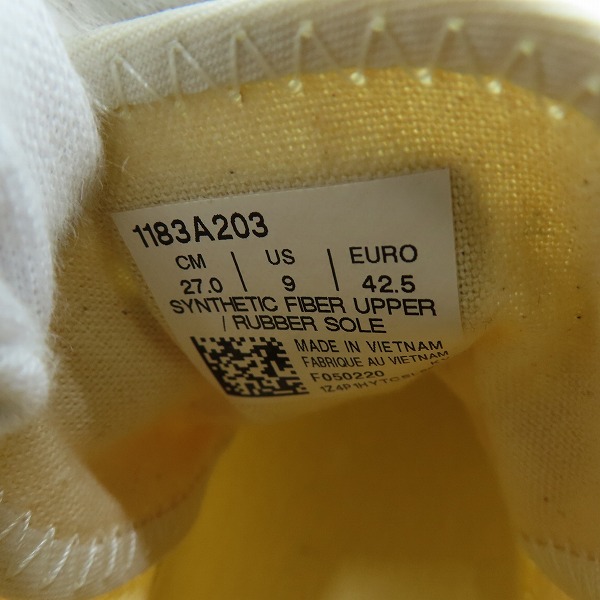 1183A203
CM | US | EURO
27.0 | 9 | 42.5
SYNTHETIC FIBER UPPER
/ RUBBER SOLE
MADE IN VIETNAM
FABRIQUE AU VIETNAM
F050220